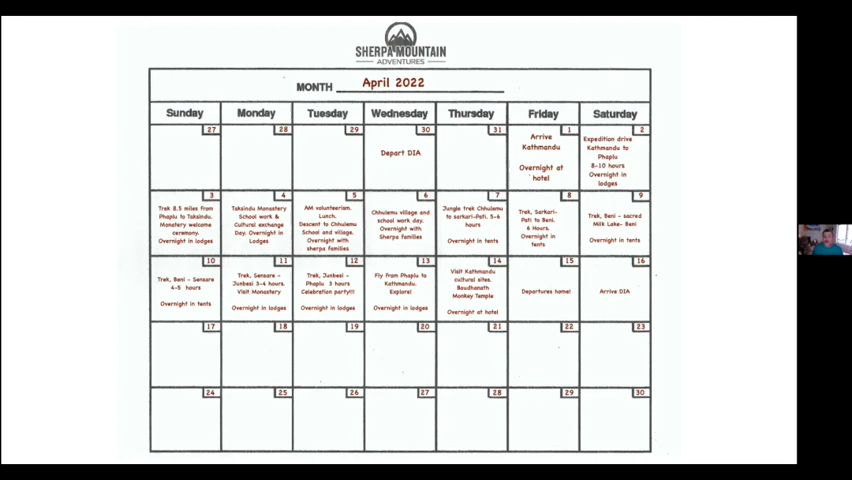 SHERPA MOUNTAIN
ADVENTURES
MONTH April 2022
Sunday Monday Tuesday Wednesday Thursday Friday Saturday
27
28
29
30
Depart DIA
31
1
Arrive
Kathmandu
Overnight at
hotel
2
Expedition drive
Kathmandu to
Phaplu
8-10 hours
Overnight in
lodges
3
Trek 8.5 miles from
Phaplu to Taksindu.
Monastery welcome
ceremony.
Overnight in lodges
4
Taksindu Monastery
School work &
Cultural exchange
Day. Overnight in
Lodges
5
AM volunteerism.
Lunch.
Descent to Chhulemu
School and village.
Overnight with
sherpa families
6
Chhulemu village and
school work day.
Overnight with
Sherpa families
7
Jungle trek Chhulemu
to sarkari-Pati. 5-6
hours
Overnight in tents
8
Trek, Sarkari-
Pati to Beni.
6 Hours.
Overnight in
tents
9
Trek, Beni - sacred
Milk Lake- Beni
Overnight in tents
10
Trek, Beni - Sensare
4-5 hours
Overnight in tents
11
Trek, Sensare -
Junbesi 3-4 hours.
Visit Monastery
Overnight in lodges
12
Trek, Junbesi -
Phaplu 3 hours
Celebration party!!!
Overnight in lodges
13
Fly from Phaplu to
Kathmandu.
Explore!
Overnight in lodges
14
Visit Kathmandu
cultural sites.
Boudhanath
Monkey Temple
Overnight at hotel
15
Departures home!
16
Arrive DIA
17
18
19
20
21
22
23
24
25
26
27
28
29
30